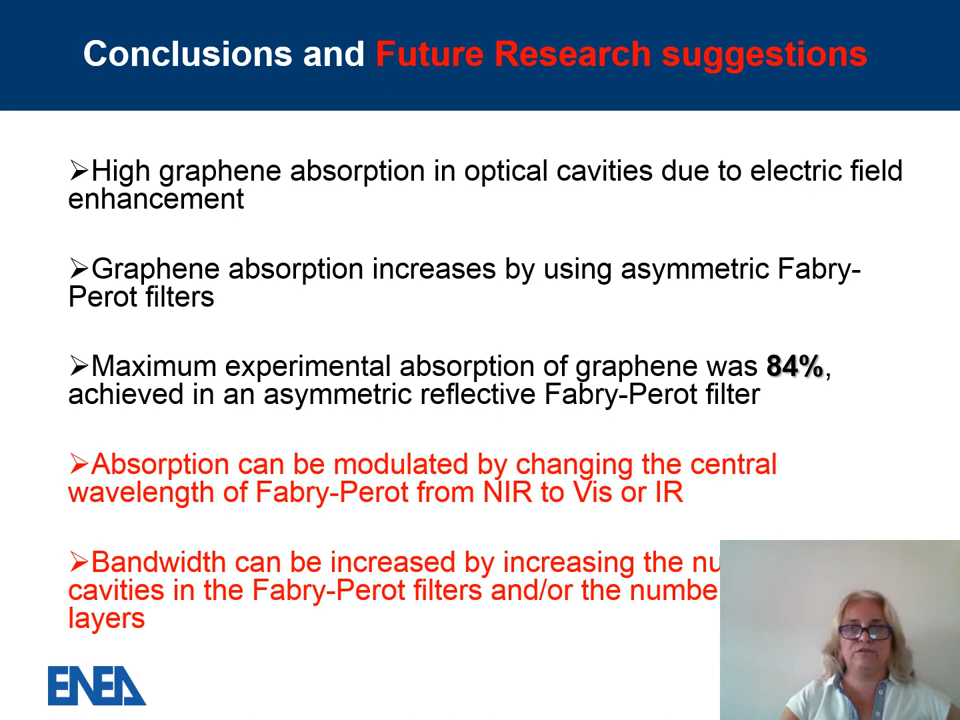 Conclusions and Future Research suggestions
➢High graphene absorption in optical cavities due to electric field
enhancement
➢Graphene absorption increases by using asymmetric Fabry-
Perot filters
➢Maximum experimental absorption of graphene was 84%,
achieved in an asymmetric reflective Fabry-Perot filter
➢Absorption can be modulated by changing the central
wavelength of Fabry-Perot from NIR to Vis or IR
➢Bandwidth can be increased by increasing the
cavities in the Fabry-Perot filters and/or the
layers
ENEA